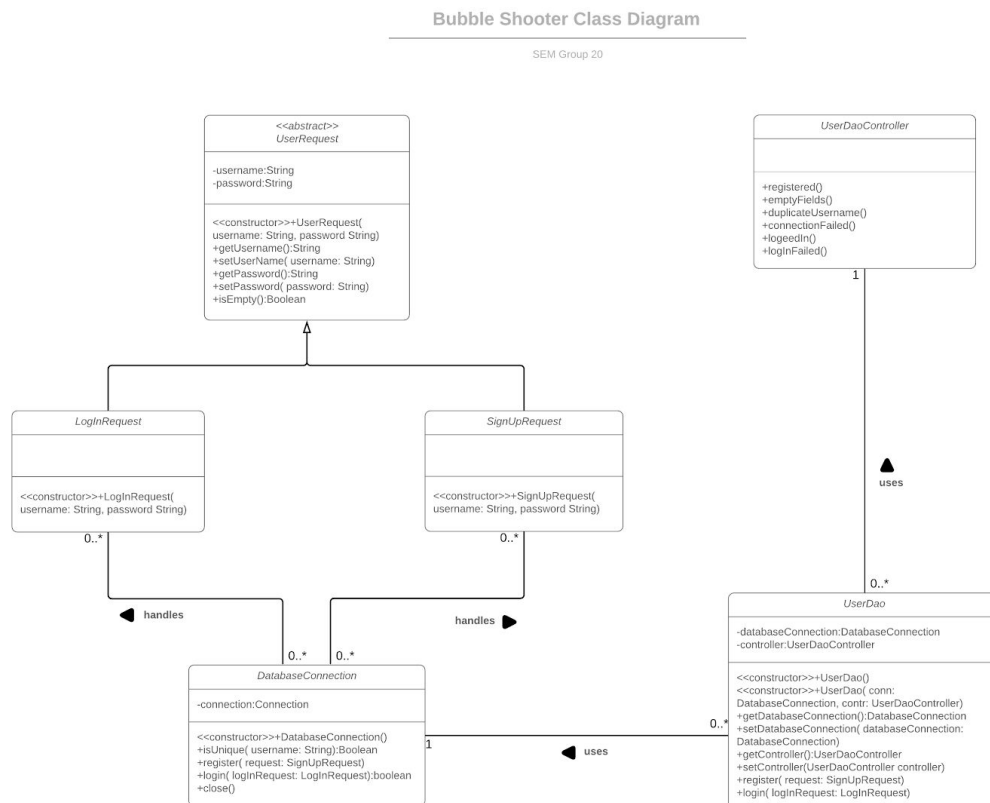 Bubble Shooter Class Diagram
SEM Group 20
<<abstract>>
UserRequest
-username:String
-password:String
<<constructor>>+UserRequest(
username: String, password String)
+getUsername():String
+setUserName( username: String)
+getPassword():String
+setPassword( password: String)
+isEmpty():Boolean
UserDaoController
+registered()
+emptyFields()
+duplicateUsername()
+connectionFailed()
+logeedIn()
+logInFailed()
1
LogInRequest
<<constructor>>+LogInRequest(
username: String, password String)
0..*
SignUpRequest
<<constructor>>+SignUpRequest(
username: String, password String)
0..*
uses
handles
handles
0..*
0..*
0..*
DatabaseConnection
-connection:Connection
<<constructor>>+DatabaseConnection()
+isUnique( username: String):Boolean
+register( request: SignUpRequest)
+login( logInRequest: LogInRequest):boolean
+close()
1
uses
0..*
UserDao
-databaseConnection:DatabaseConnection
-controller:UserDaoController
<<constructor>>+UserDao()
<<constructor>>+UserDao( conn:
DatabaseConnection, contr: UserDaoController)
+getDatabaseConnection():DatabaseConnection
+setDatabaseConnection( databaseConnection:
DatabaseConnection)
+getController():UserDaoController
+setController(UserDaoController controller)
+register( request: SignUpRequest)
+login( logInRequest: LogInRequest)